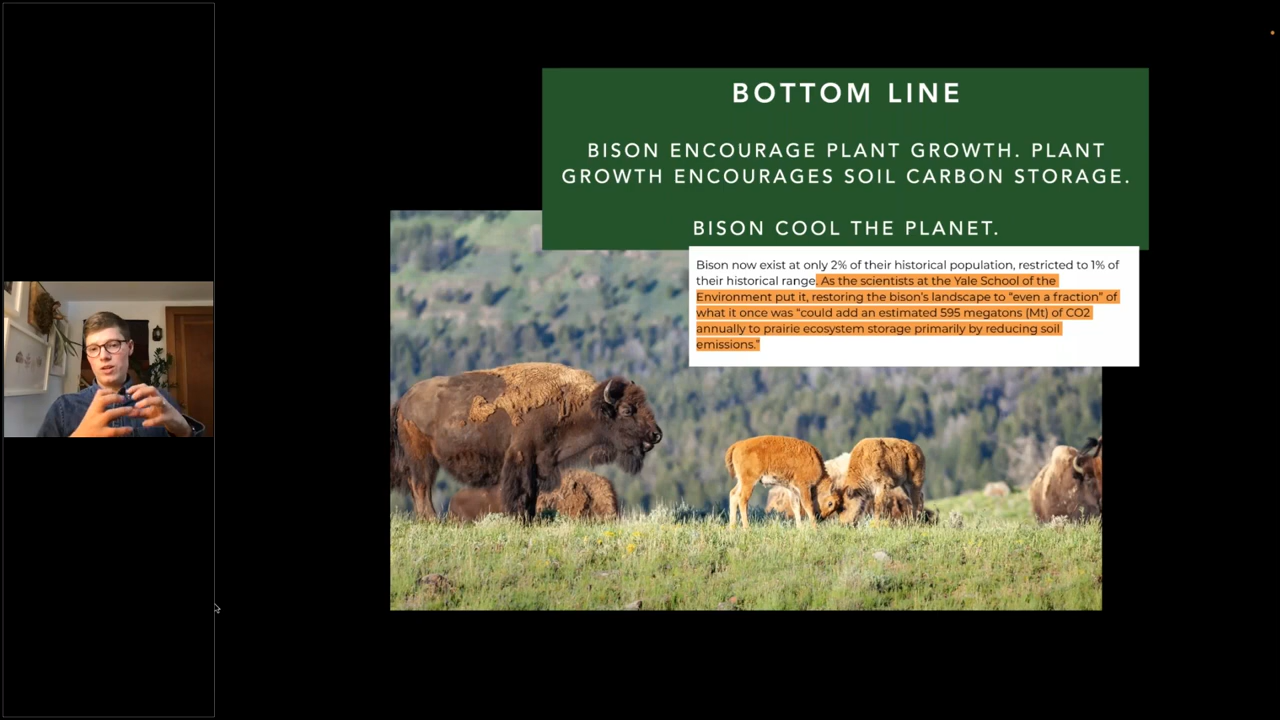 BOTTOM LINE
BISON ENCOURAGE PLANT GROWTH. PLANT
GROWTH ENCOURAGES SOIL CARBON STORAGE.
BISON COOL THE PLANET.
Bison now exist at only 2% of their historical population, restricted to 1% of
their historical range. As the scientists at the Yale School of the
Environment put it, restoring the bison's landscape to "even a fraction" of
what it once was "could add an estimated 595 megatons (Mt) of CO2
annually to prairie ecosystem storage primarily by reducing soil
emissions."